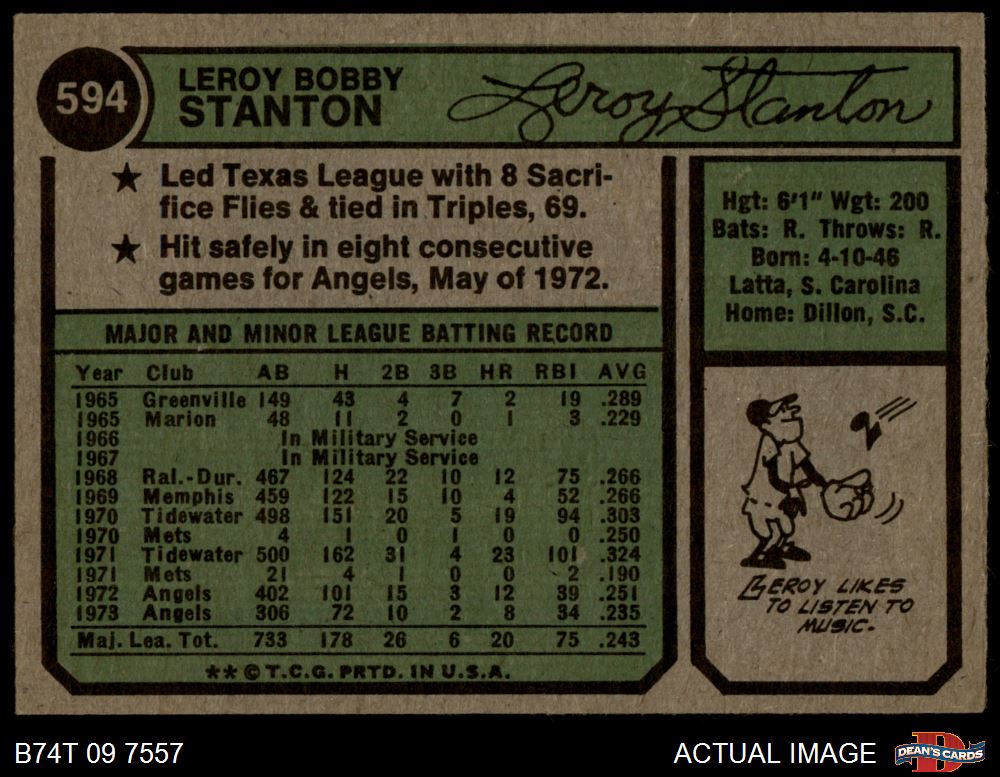 594
LEROY BOBBY
STANTON
Leroy Stanton
★ Led Texas League with 8 Sacri-
fice Flies & tied in Triples, 69.
★ Hit safely in eight consecutive
games for Angels, May of 1972.
Hgt: 6'1" Wgt: 200
Bats: R. Throws: R.
Born: 4-10-46
Latta, S. Carolina
Home: Dillon, S.C.
MAJOR AND MINOR LEAGUE BATTING RECORD
Year Club AB H 2B 3B HR RBI AVG
1965 Greenville 149 43 4 7 2 19 .289
1965 Marion 48 11 2 0 1 3 .229
1966 In Military Service
1967 In Military Service
1968 Ral.-Dur. 467 124 22 10 12 75 .266
1969 Memphis 459 122 15 10 4 52 .266
1970 Tidewater 498 151 20 5 19 94 .303
1970 Mets 4 1 0 1 0 0 .250
1971 Tidewater 500 162 31 4 23 101 .324
1971 Mets 21 4 1 0 0 2 .190
1972 Angels 402 101 15 3 12 39 .251
1973 Angels 306 72 10 2 8 34 .235
Maj. Lea. Tot. 733 178 26 6 20 75 .243
** © T.C.G. PRTD. IN U.S.A.
LEROY LIKES
TO LISTEN TO
MUSIC.
B74T 09 7557
ACTUAL IMAGE
D
DEAN'S CARDS